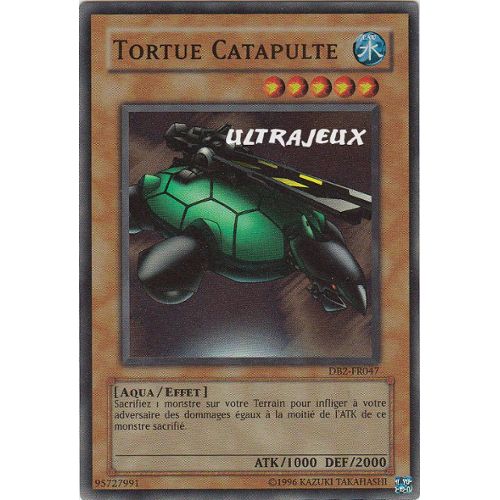 TORTUE CATAPULTE
水
ULTRAJEUX
DB2-FR047
[AQUA/EFFET]
Sacrifiez 1 monstre sur votre Terrain pour infliger à votre
adversaire des dommages égaux à la moitié de l'ATK de ce
monstre sacrifié.
ATK/1000 DEF/2000
95727991
©1996 KAZUKI TAKAHASHI